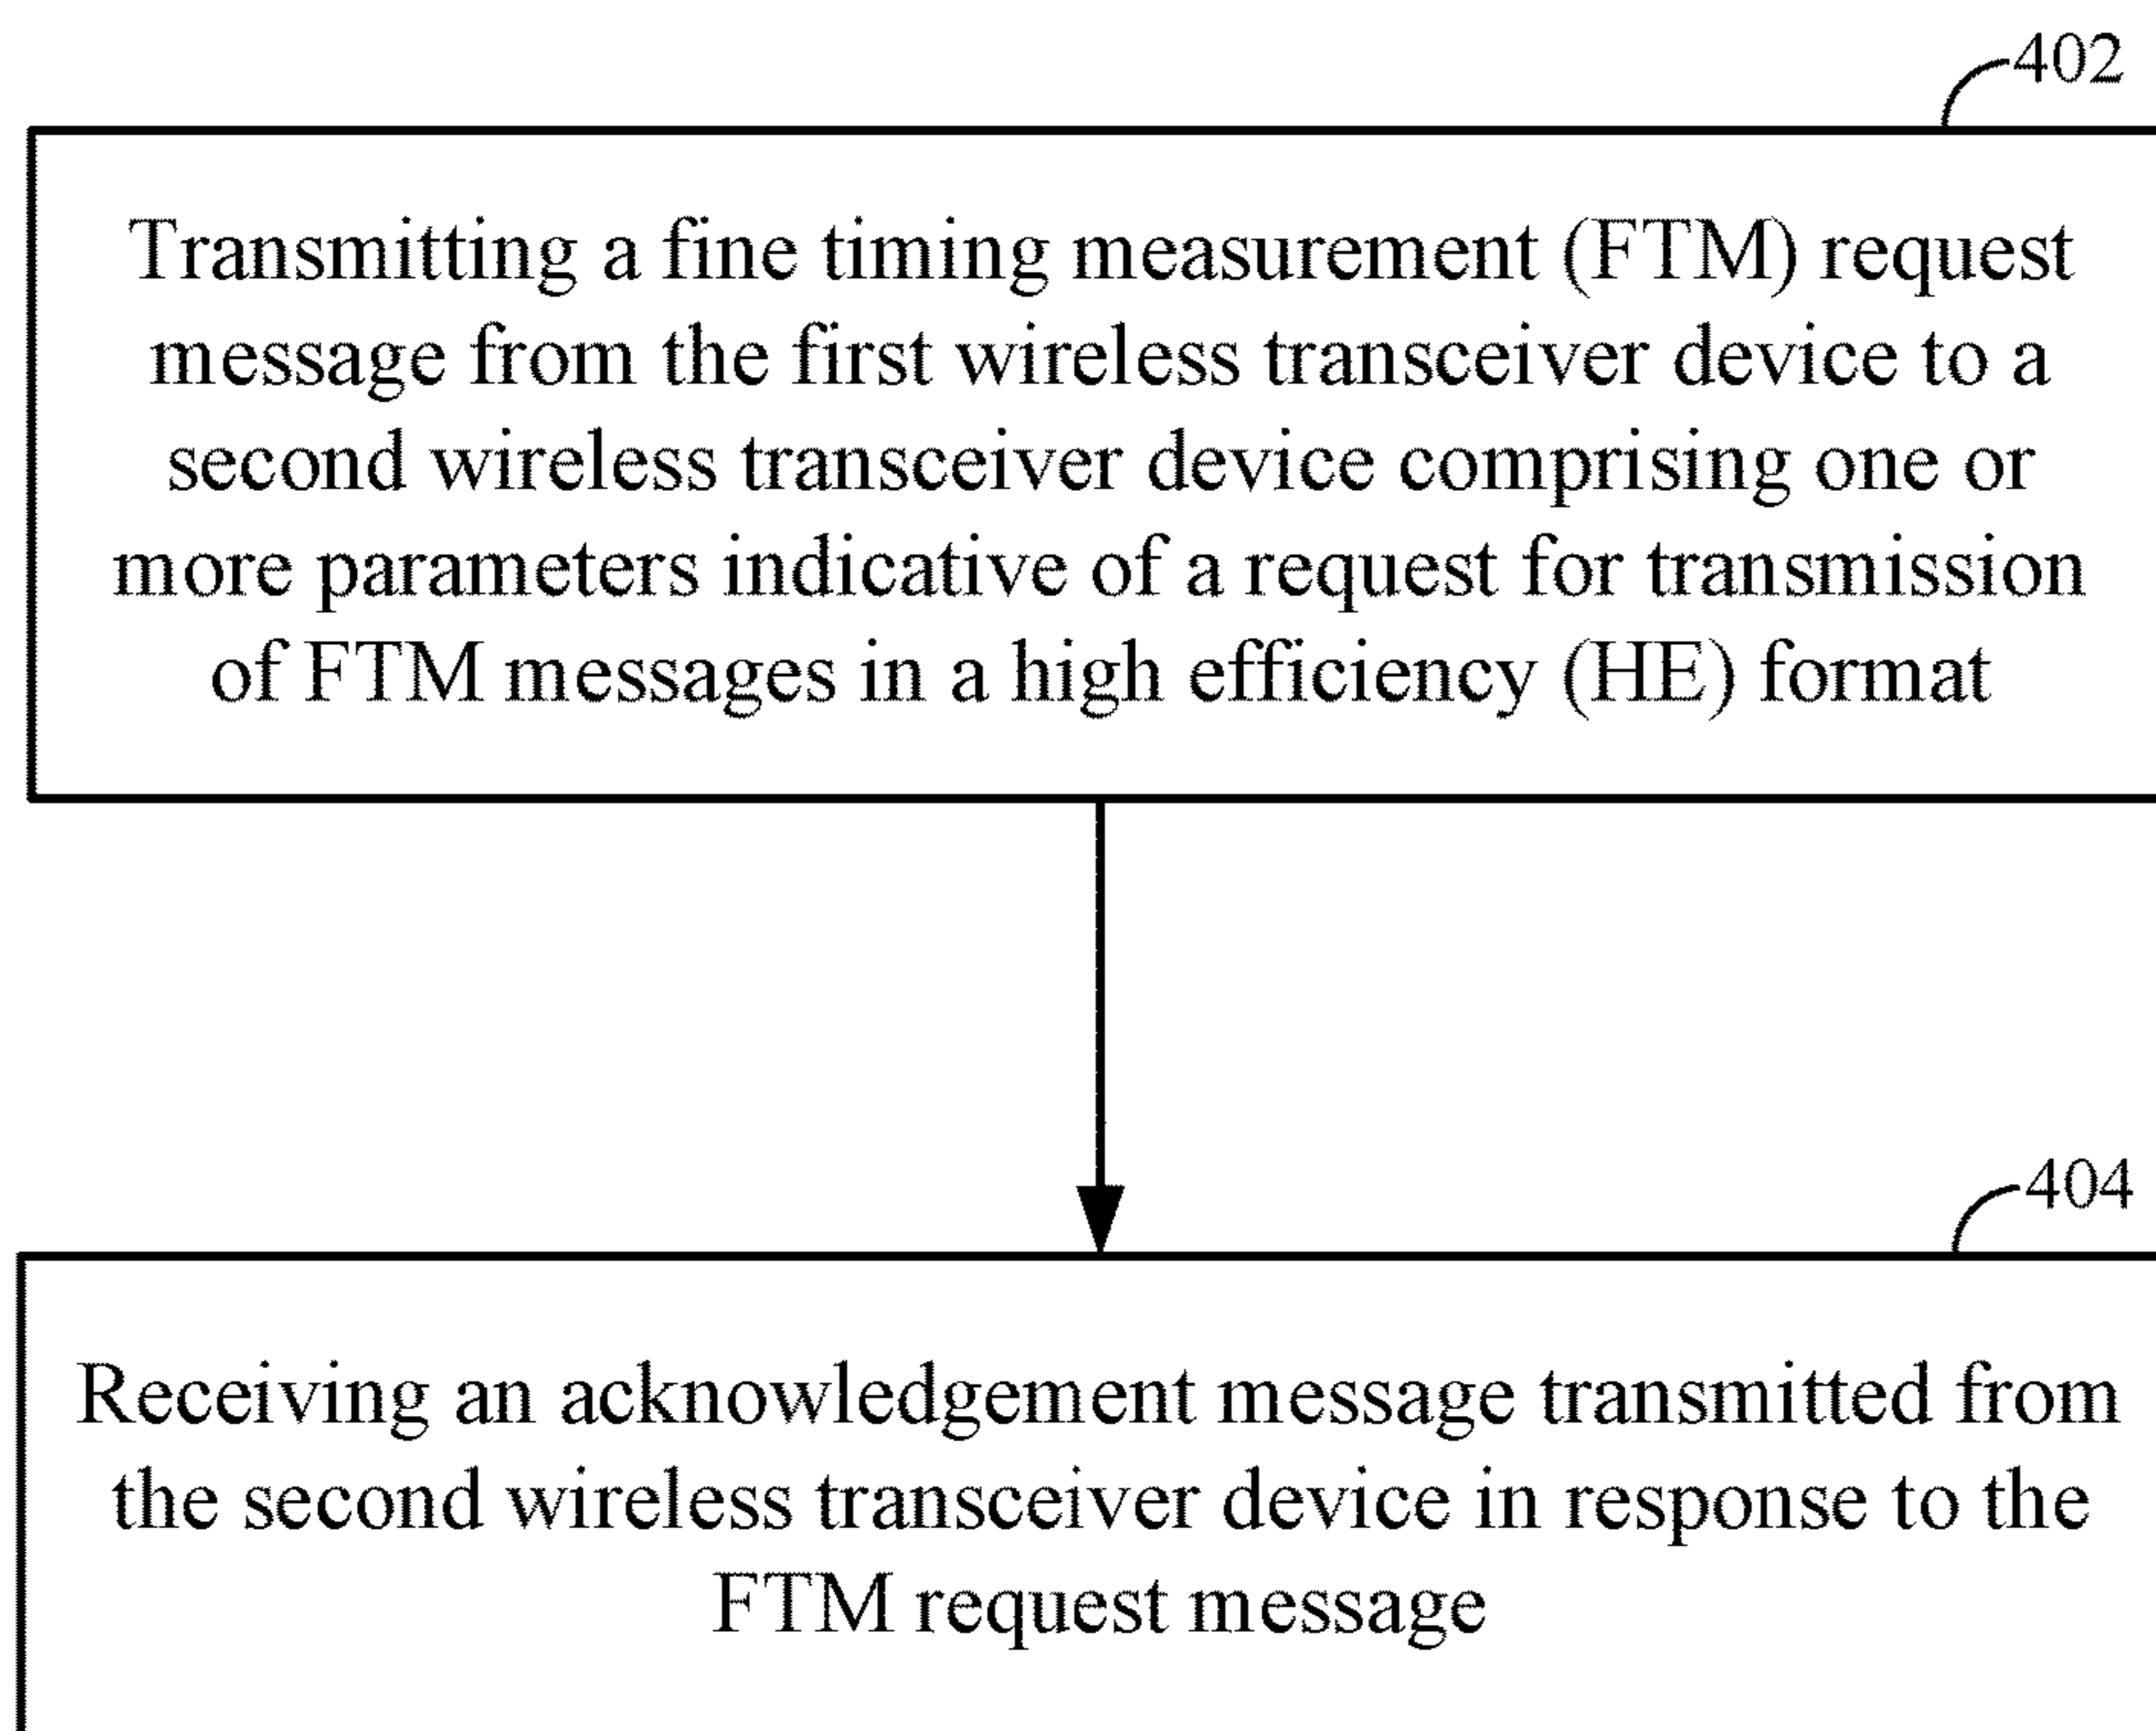 402
Transmitting a fine timing measurement (FTM) request
message from the first wireless transceiver device to a
second wireless transceiver device comprising one or
more parameters indicative of a request for transmission
of FTM messages in a high efficiency (HE) format
404
Receiving an acknowledgement message transmitted from
the second wireless transceiver device in response to the
FTM request message